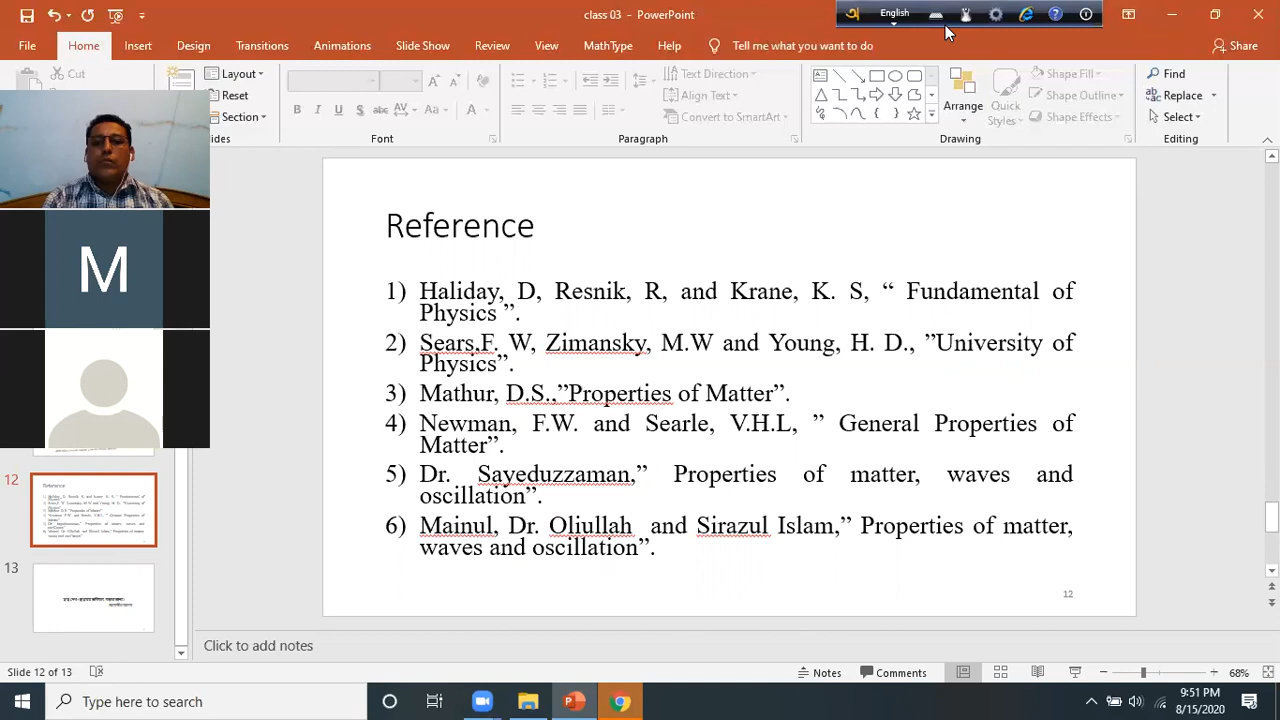 class 03 - PowerPoint
English
File Home Insert Design Transitions Animations Slide Show Review View MathType Help Tell me what you want to do Share
Cut Layout Text Direction Shape Fill Find
Reset Align Text Shape Outline Replace
Section Convert to SmartArt Arrange Quick Styles Shape Effects Select
Font Paragraph Drawing Editing
M
Reference
1) Haliday, D, Resnik, R, and Krane, K. S, “ Fundamental of
Physics ”.
2) Sears,F. W, Zimansky, M.W and Young, H. D., ”University of
Physics”.
3) Mathur, D.S.,”Properties of Matter”.
4) Newman, F.W. and Searle, V.H.L, ” General Properties of
Matter”.
5) Dr. Sayeduzzaman,” Properties of matter, waves and
oscillation”.
6) Mainul, Dr. Oliullah and Sirazul Islam,” Properties of matter,
waves and oscillation”.
12
12
13
Click to add notes
Slide 12 of 13 Notes Comments 68%
Type here to search
9:51 PM
8/15/2020